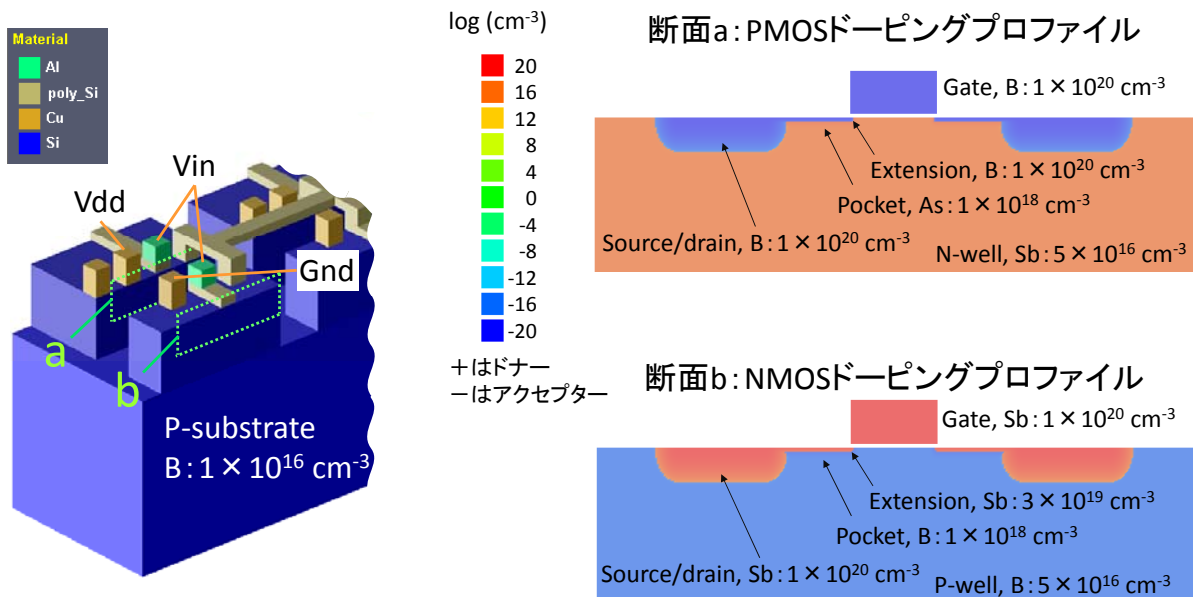 Material
Al
poly_Si
Cu
Si
Vdd
Vin
Gnd
a
b
P-substrate
B:1×10¹⁶ cm⁻³
log (cm⁻³)
20
16
12
8
4
0
-4
-8
-12
-16
-20
+はドナー
-はアクセプター
断面a:PMOSドーピングプロファイル
Gate, B:1×10²⁰ cm⁻³
Extension, B:1×10²⁰ cm⁻³
Pocket, As:1×10¹⁸ cm⁻³
Source/drain, B:1×10²⁰ cm⁻³
N-well, Sb:5×10¹⁶ cm⁻³
断面b:NMOSドーピングプロファイル
Gate, Sb:1×10²⁰ cm⁻³
Extension, Sb:3×10¹⁹ cm⁻³
Pocket, B:1×10¹⁸ cm⁻³
Source/drain, Sb:1×10²⁰ cm⁻³
P-well, B:5×10¹⁶ cm⁻³